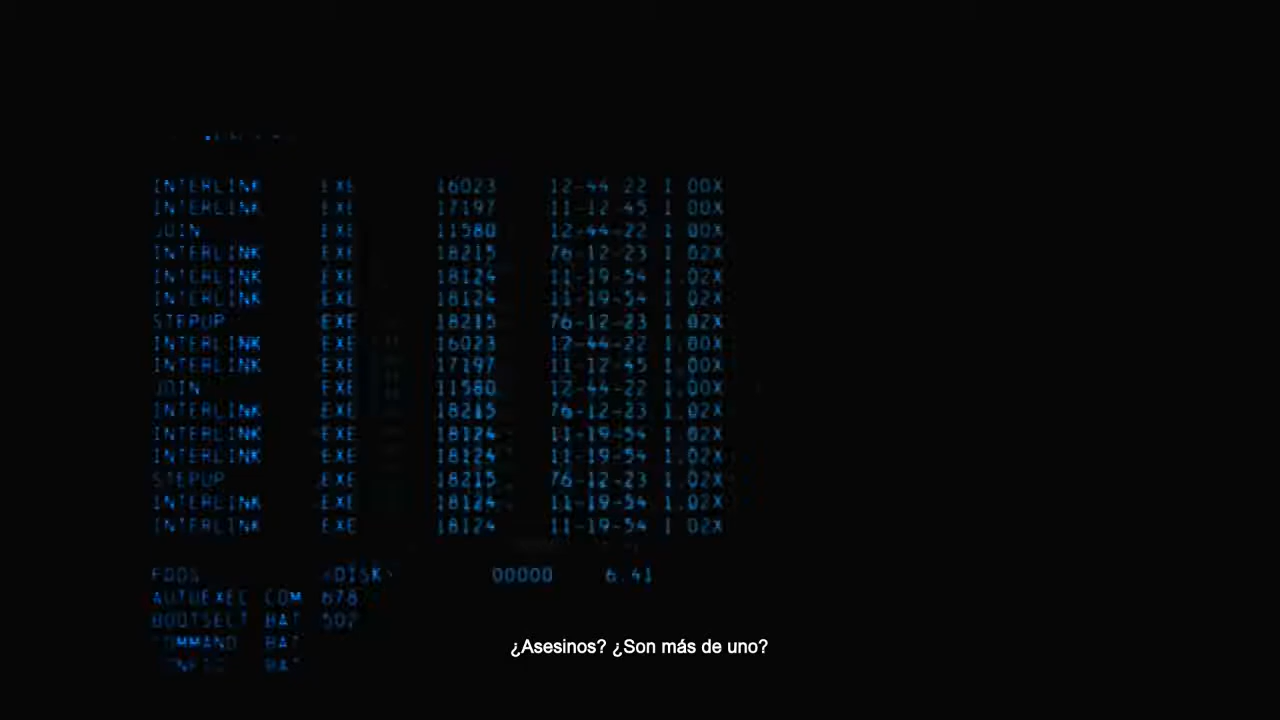 INTERLINK EXE 16023 12-44-22 1.00X
INTERLINK EXE 17197 11-12-45 1.00X
JOIN EXE 11580 12-44-22 1.00X
INTERLINK EXE 18215 76-12-23 1.02X
INTERLINK EXE 18124 11-19-54 1.02X
INTERLINK EXE 18124 11-19-54 1.02X
STEPUP EXE 18215 76-12-23 1.02X
INTERLINK EXE 16023 12-44-22 1.00X
INTERLINK EXE 17197 11-12-45 1.00X
JOIN EXE 11580 12-44-22 1.00X
INTERLINK EXE 18215 76-12-23 1.02X
INTERLINK EXE 18124 11-19-54 1.02X
INTERLINK EXE 18124 11-19-54 1.02X
STEPUP EXE 18215 76-12-23 1.02X
INTERLINK EXE 18124 11-19-54 1.02X
INTERLINK EXE 18124 11-19-54 1.02X
<DISK> 00000 6.41
AUTOEXEC COM 678
BOOTSECT BAT 507
COMMAND BAT
BAT
¿Asesinos? ¿Son más de uno?